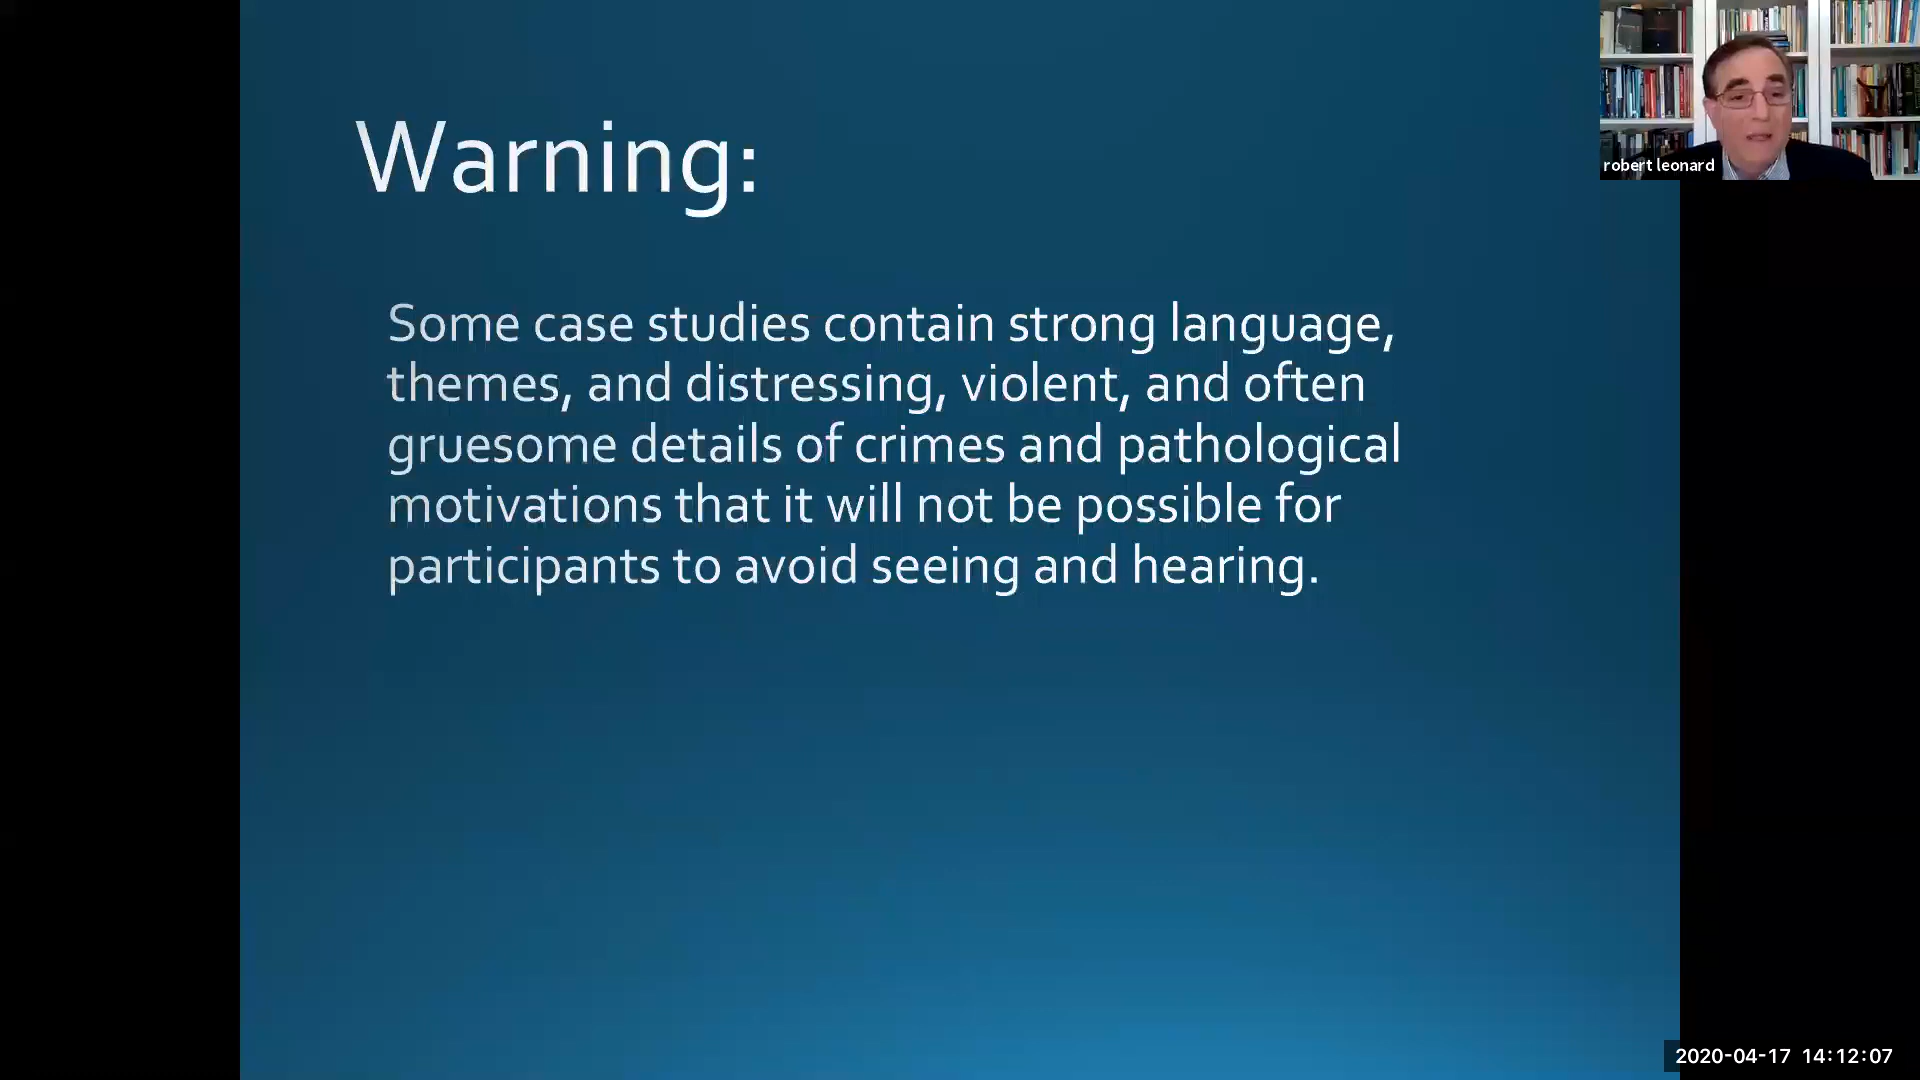 Warning:
Some case studies contain strong language,
themes, and distressing, violent, and often
gruesome details of crimes and pathological
motivations that it will not be possible for
participants to avoid seeing and hearing.
robert leonard
2020-04-17 14:12:07